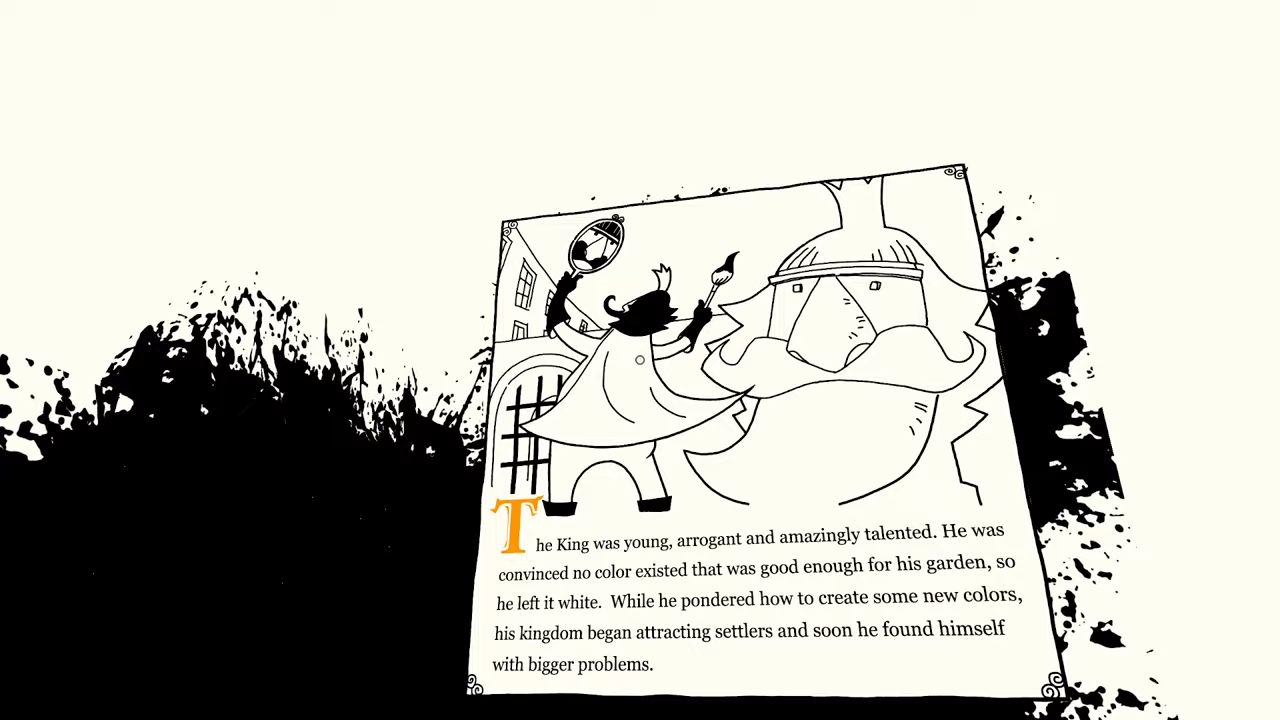 The King was young, arrogant and amazingly talented. He was
convinced no color existed that was good enough for his garden, so
he left it white. While he pondered how to create some new colors,
his kingdom began attracting settlers and soon he found himself
with bigger problems.